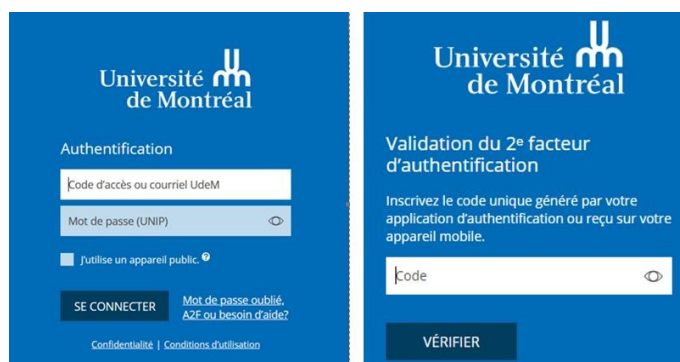 Université
de Montréal
Authentification
Code d'accès ou courriel UdeM
Mot de passe (UNIP)
J'utilise un appareil public. ?
SE CONNECTER
Mot de passe oublié,
A2F ou besoin d'aide?
Confidentialité | Conditions d'utilisation
Université
de Montréal
Validation du 2e facteur
d'authentification
Inscrivez le code unique généré par votre
application d'authentification ou reçu sur votre
appareil mobile.
Code
VÉRIFIER